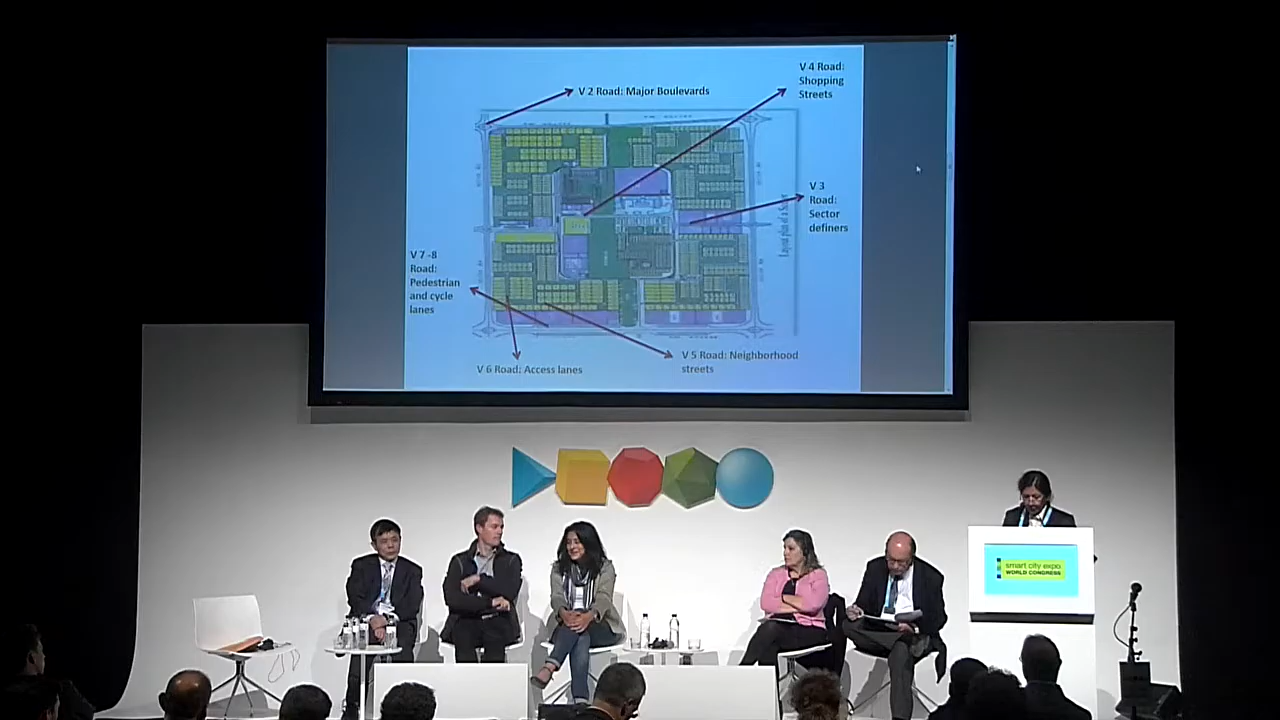 V 2 Road: Major Boulevards
V 4 Road:
Shopping
Streets
V 3
Road:
Sector
definers
V 7 -8
Road:
Pedestrian
and cycle
lanes
V 6 Road: Access lanes
V 5 Road: Neighborhood
streets
smart city expo
WORLD CONGRESS